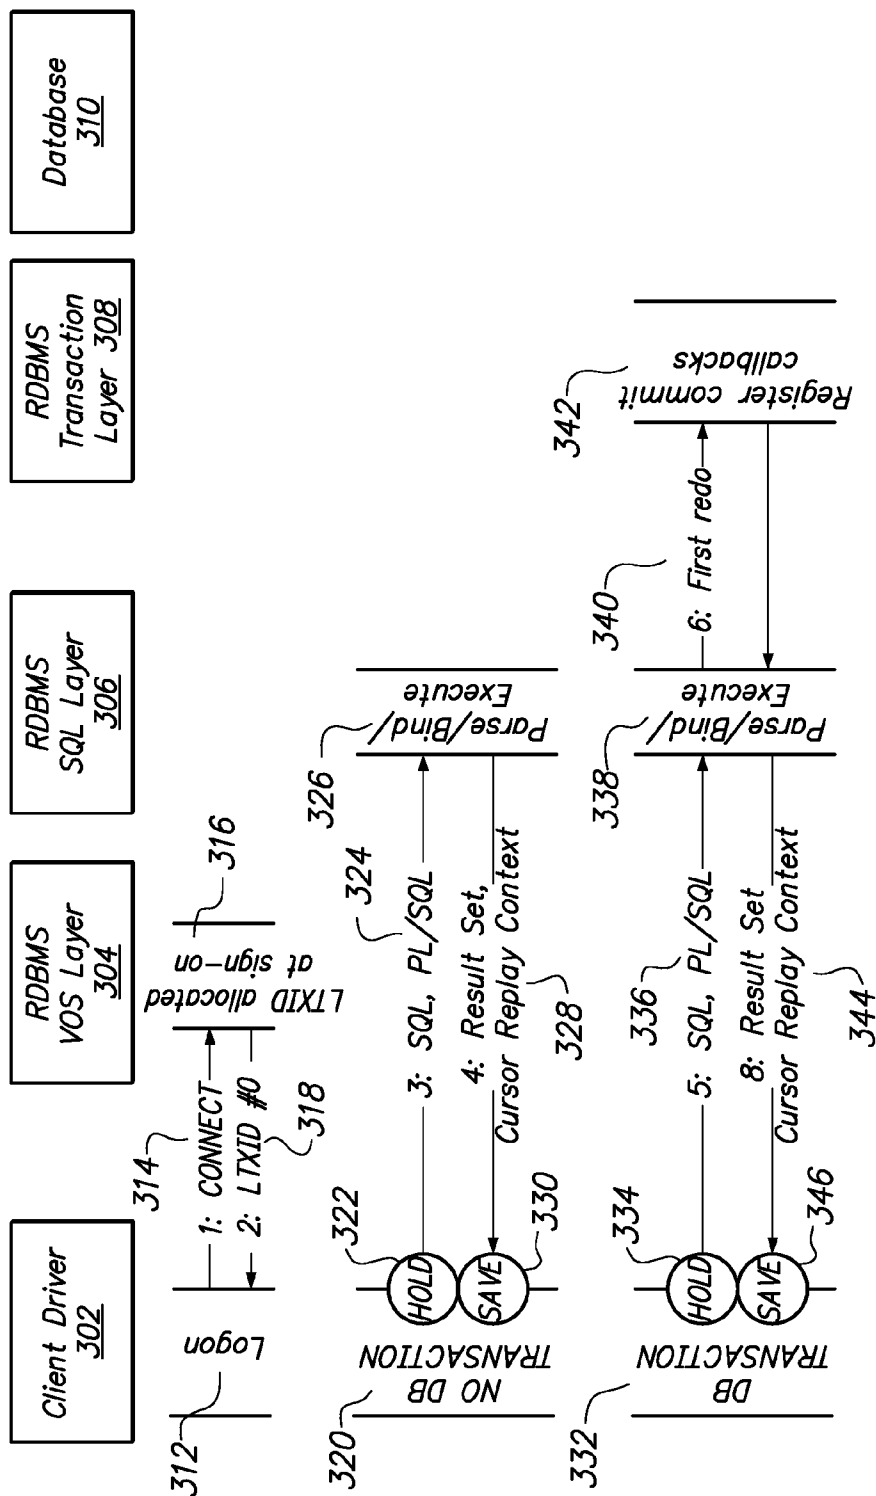 Client Driver
302
RDBMS
VOS Layer
304
RDBMS
SQL Layer
306
RDBMS
Transaction
Layer 308
Database
310
312
Logon
314
1: CONNECT
2: LTXID #0
318
LTXID allocated
at sign-on
316
320
NO DB
TRANSACTION
322
HOLD
3: SQL, PL/SQL
324
326
Parse/Bind/
Execute
SAVE
330
4: Result Set,
Cursor Replay Context
328
332
DB
TRANSACTION
334
HOLD
5: SQL, PL/SQL
336
338
Parse/Bind/
Execute
340
6: First redo
342
Register commit
callbacks
SAVE
346
8: Result Set
Cursor Replay Context
344